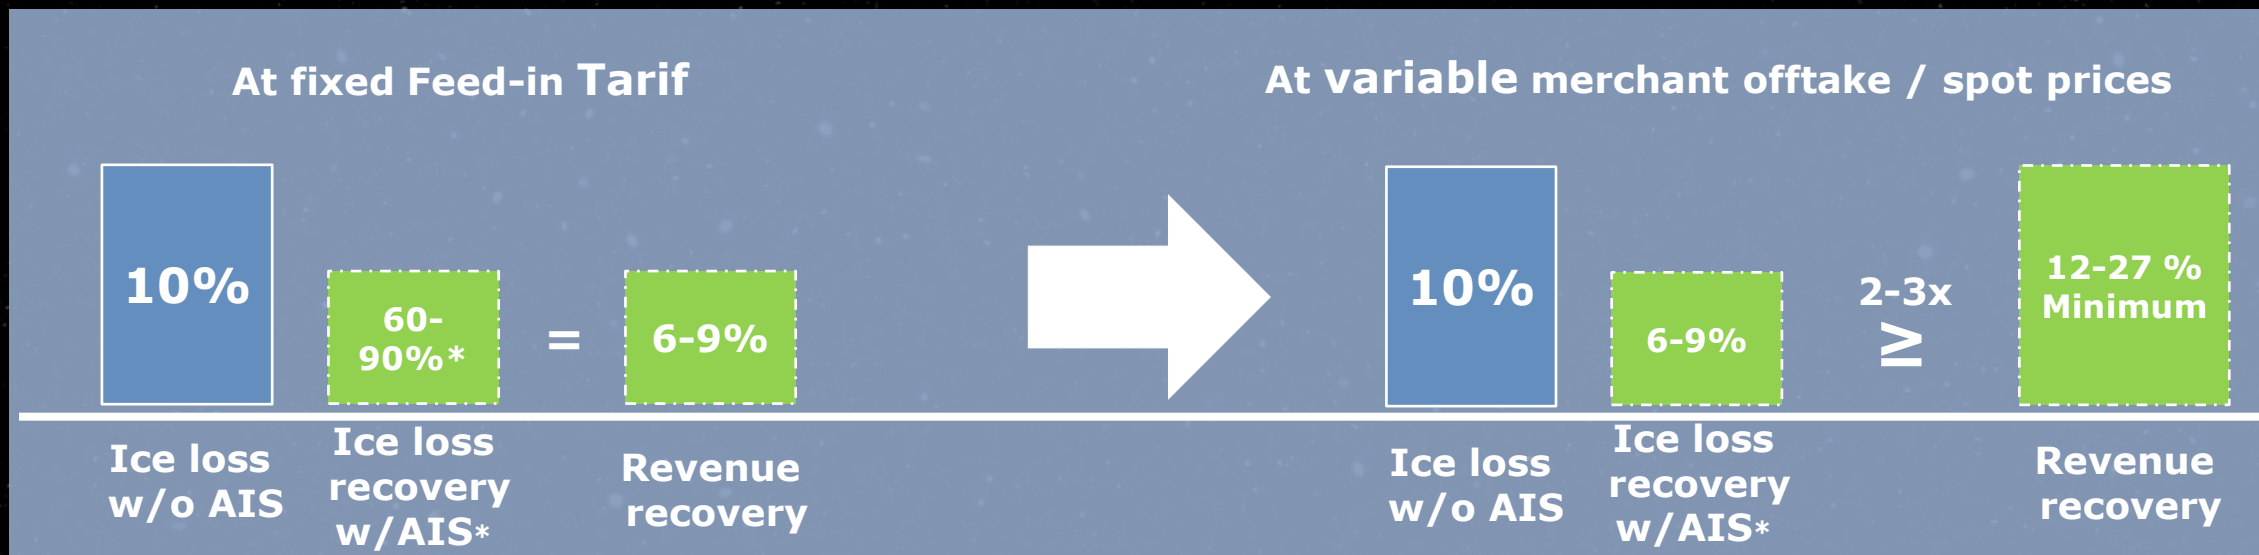 At fixed Feed-in Tarif
10%
60-
90%*
=
6-9%
Ice loss
w/o AIS
Ice loss
recovery
w/AIS*
Revenue
recovery
At variable merchant offtake / spot prices
10%
6-9%
2-3x
≥
12-27 %
Minimum
Ice loss
w/o AIS
Ice loss
recovery
w/AIS*
Revenue
recovery